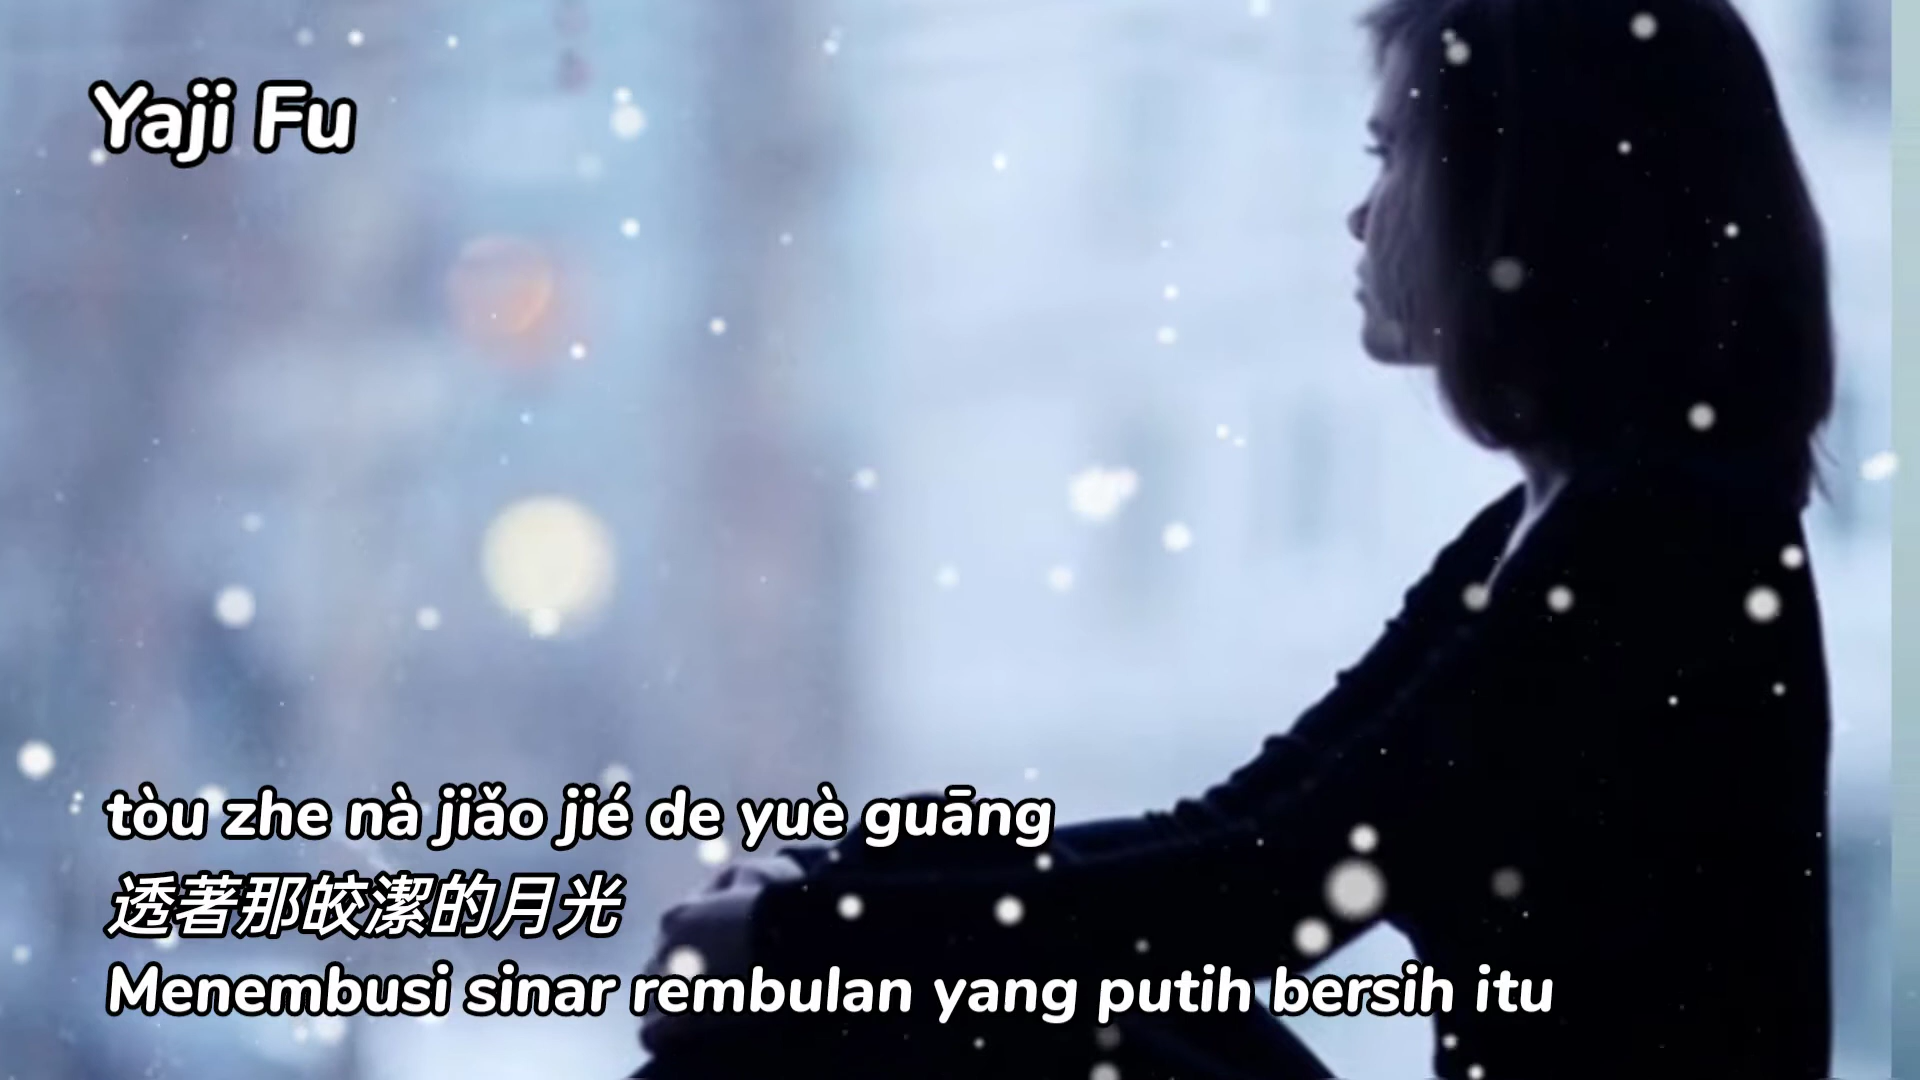 Yaji Fu
tòu zhe nà jiǎo jié de yuè guāng
透著那皎潔的月光
Menembusi sinar rembulan yang putih bersih itu